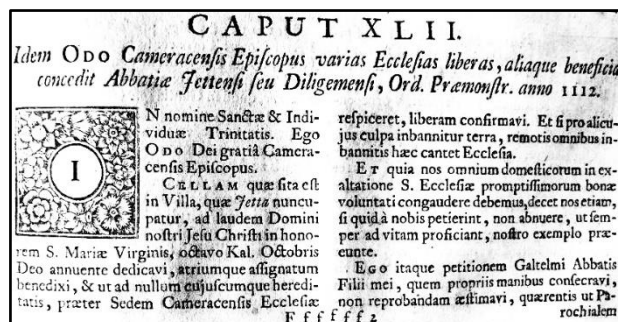 CAPUT XLII.
Idem ODO Cameracensis Episcopus varias Ecclesias liberas, aliaque beneficia
concedit Abbatiæ Jettensi seu Diligemensi, Ord. Præmonstr. anno 1112.
IN nomine Sanctæ & Indi-
viduæ Trinitatis. Ego
ODO Dei gratiâ Camera-
censis Episcopus.
CELLAM quæ sita est
in Villa, quæ Jetta nuncu-
patur, ad laudem Domini
nostri Jesu Christi in hono-
rem S. Mariæ Virginis, octavo Kal. Octobris
Deo annuente dedicavi, atriumque assignatum
benedixi, & ut ad nullum cujuscumque heredi-
tatis, præter Sedem Cameracensis Ecclesiæ
respiceret, liberam confirmavi. Et si pro alicu-
jus culpa inbannitur terra, remotis omnibus in-
bannitis hæc cantet Ecclesia.
ET quia nos omnium domesticorum in ex-
altatione S. Ecclesiæ promptissimorum bonæ
voluntati congaudere debemus, decet nos etiam,
si quid à nobis petierint, non abnuere, ut sem-
per ad vitam proficiant, nostro exemplo præ-
eunte.
EGO itaque petitionem Galtelmi Abbatis
Filii mei, quem propriis manibus consecravi,
non reprobandam æstimavi, quærentis ut Pa-
Ffffff 2 rochialem